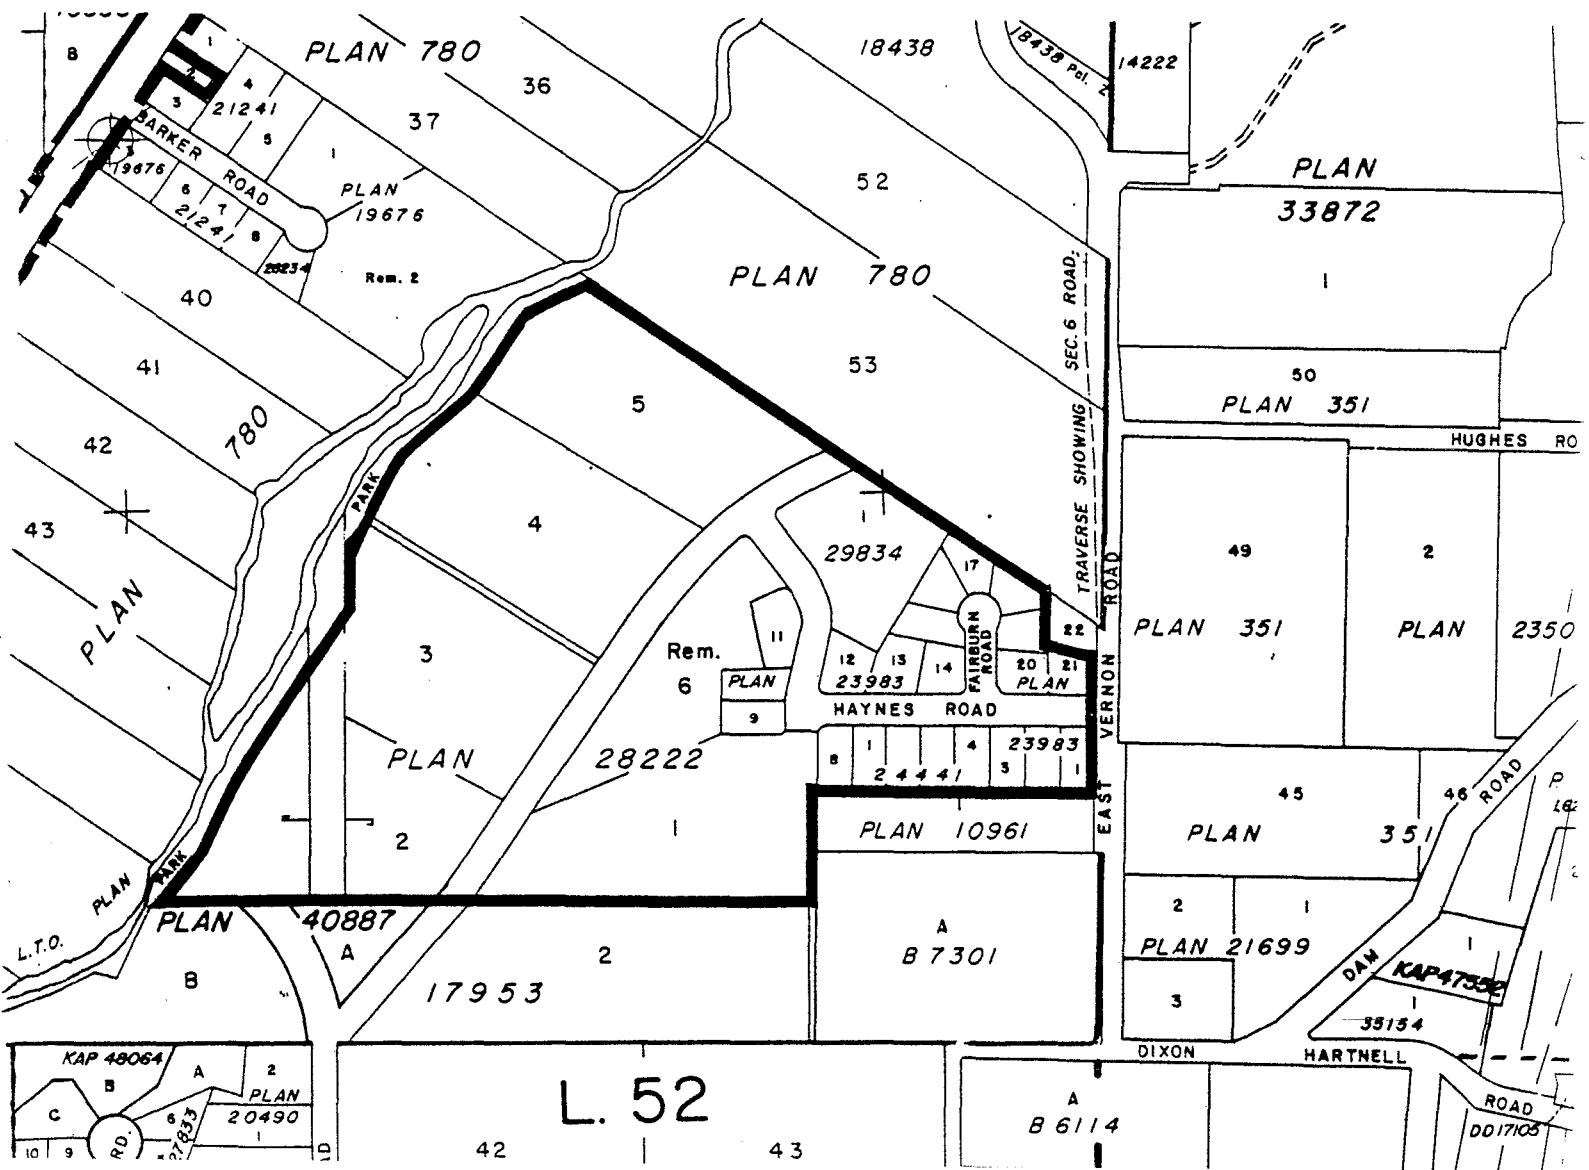 B
1
PLAN 780
36
18438
18438 Pcl. Z
14222
2
3
4
21241
5
37
BARKER ROAD
1
PLAN
19676
3
19676
6
7
21241
8
52
PLAN
33872
1
Rem. 2
PLAN 780
SEC. 6 ROAD,
TRAVERSE SHOWING
40
41
53
50
PLAN 351
5
780
42
HUGHES RO
PARK
43
4
1
29834
49
2
17
PLAN
ROAD
22
PLAN 351
PLAN 2350
11
3
Rem.
6
12
13
14
FAIRBURN
ROAD
20
21
23983
PLAN
PLAN
9
HAYNES ROAD
EAST VERNON
PLAN
28222
8
1
4
23983
3
1
24441
45
46
ROAD
P
PLAN 351
1
2
PLAN 10961
PARK
PLAN
2
1
PLAN 21699
PLAN 40887
L.T.O.
A
2
A
B 7301
1
DAM
KAP47552
B
17953
3
1
35154
DIXON
HARTNELL
KAP 48064
B
A
2
PLAN
20490
1
C
6
27833
RD.
10
9
L. 52
42
43
A
B 6114
ROAD
DD17105